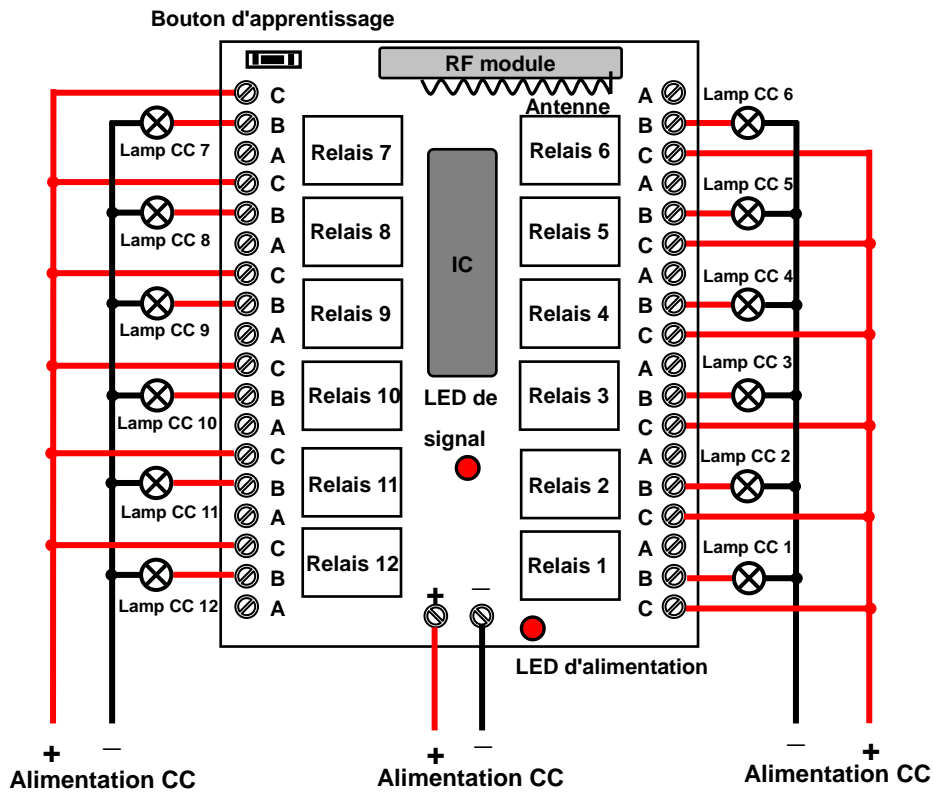 Bouton d'apprentissage
RF module
Antenne
C
B
A
C
B
A
C
B
A
C
B
A
C
B
A
C
B
A
Lamp CC 7
Lamp CC 8
Lamp CC 9
Lamp CC 10
Lamp CC 11
Lamp CC 12
Relais 7
Relais 8
Relais 9
Relais 10
Relais 11
Relais 12
IC
LED de
signal
Relais 6
Relais 5
Relais 4
Relais 3
Relais 2
Relais 1
A
B
C
A
B
C
A
B
C
A
B
C
A
B
C
A
B
C
Lamp CC 6
Lamp CC 5
Lamp CC 4
Lamp CC 3
Lamp CC 2
Lamp CC 1
+ −
LED d'alimentation
+ −
Alimentation CC
+ −
Alimentation CC
− +
Alimentation CC